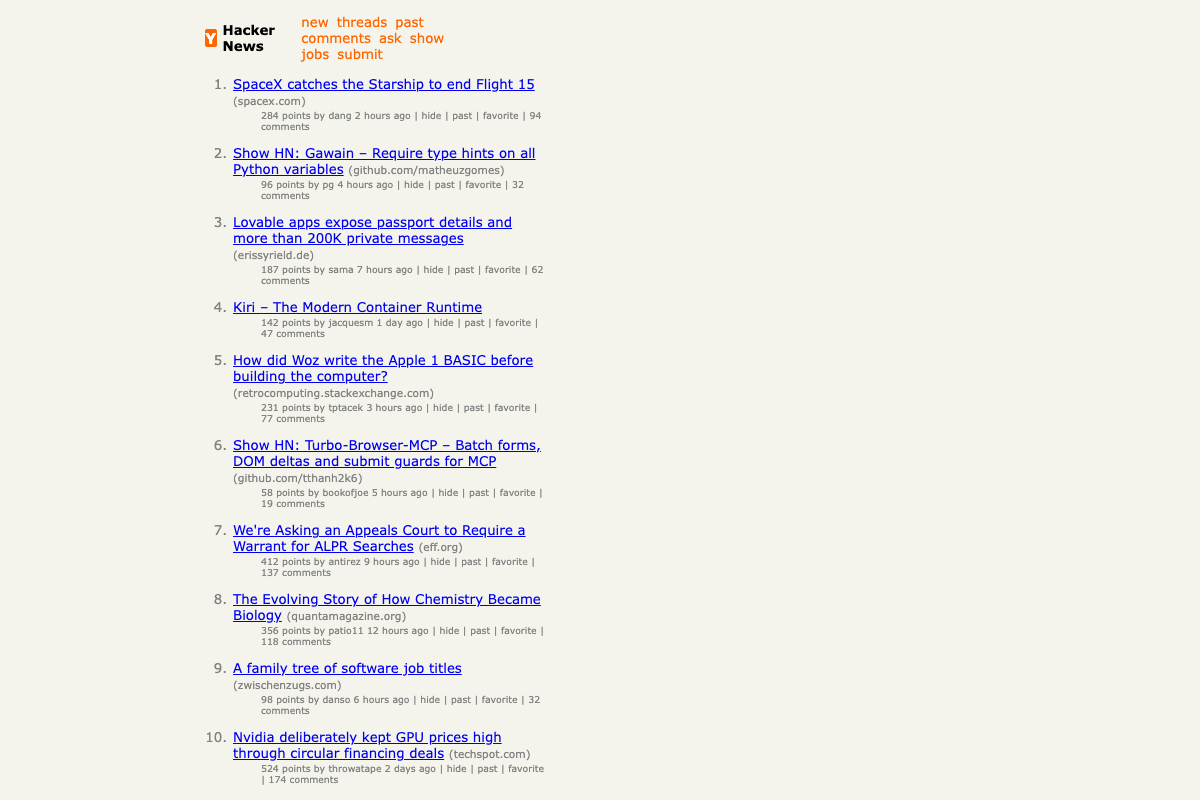 Y Hacker News
new threads past
comments ask show
jobs submit
1. SpaceX catches the Starship to end Flight 15
(spacex.com)
284 points by dang 2 hours ago | hide | past | favorite | 94
comments
2. Show HN: Gawain – Require type hints on all
Python variables (github.com/matheuzgomes)
96 points by pg 4 hours ago | hide | past | favorite | 32
comments
3. Lovable apps expose passport details and
more than 200K private messages
(erissyrield.de)
187 points by sama 7 hours ago | hide | past | favorite | 62
comments
4. Kiri – The Modern Container Runtime
142 points by jacquesm 1 day ago | hide | past | favorite |
47 comments
5. How did Woz write the Apple 1 BASIC before
building the computer?
(retrocomputing.stackexchange.com)
231 points by tptacek 3 hours ago | hide | past | favorite |
77 comments
6. Show HN: Turbo-Browser-MCP – Batch forms,
DOM deltas and submit guards for MCP
(github.com/tthanh2k6)
58 points by bookofjoe 5 hours ago | hide | past | favorite |
19 comments
7. We're Asking an Appeals Court to Require a
Warrant for ALPR Searches (eff.org)
412 points by antirez 9 hours ago | hide | past | favorite |
137 comments
8. The Evolving Story of How Chemistry Became
Biology (quantamagazine.org)
356 points by patio11 12 hours ago | hide | past | favorite |
118 comments
9. A family tree of software job titles
(zwischenzugs.com)
98 points by danso 6 hours ago | hide | past | favorite | 32
comments
10. Nvidia deliberately kept GPU prices high
through circular financing deals (techspot.com)
524 points by throwatape 2 days ago | hide | past | favorite
| 174 comments